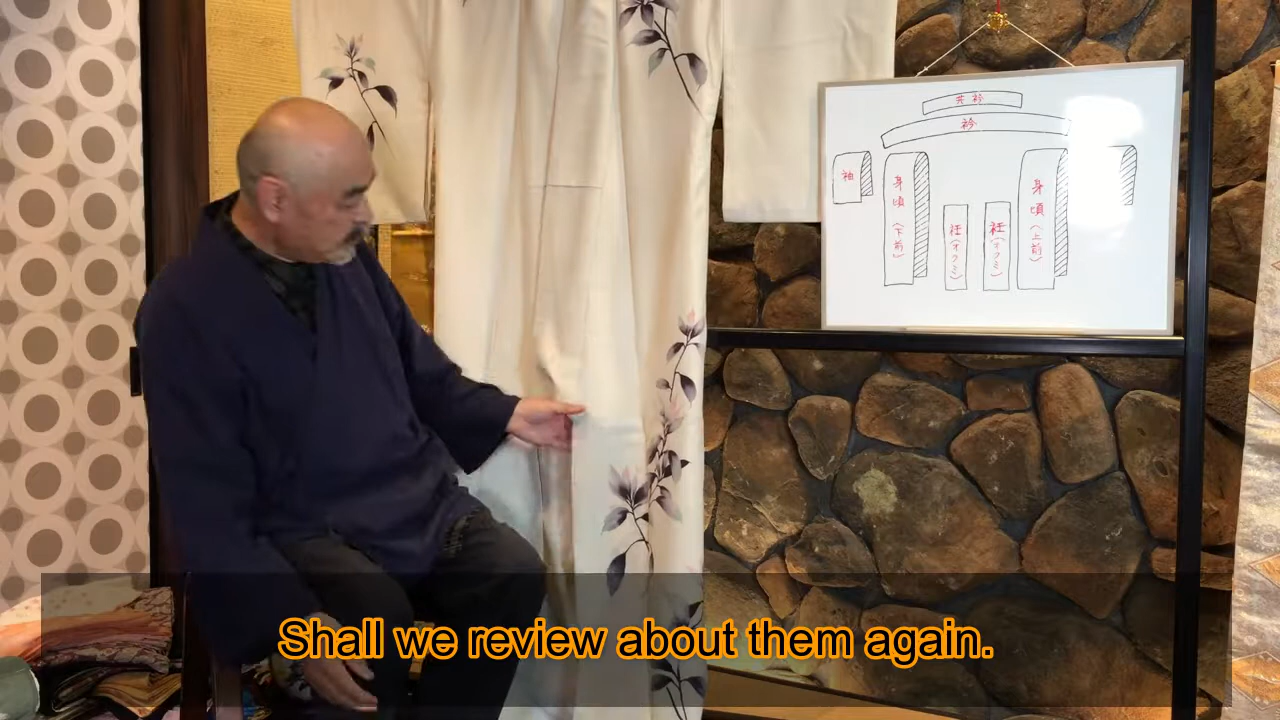 共衿
衿
袖
身頃(下前)
衽(オクミ)
衽(オクミ)
身頃(上前)
Shall we review about them again.